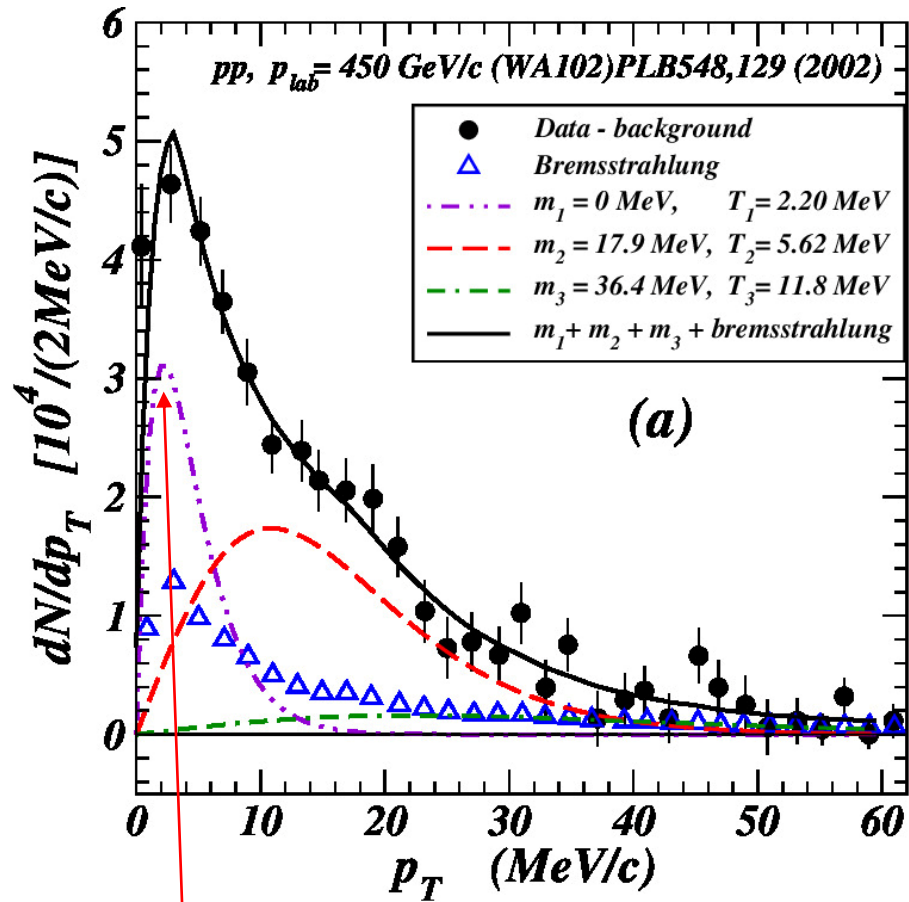 pp, p_lab = 450 GeV/c (WA102)PLB548,129 (2002)
Data - background
Bremsstrahlung
m_1 = 0 MeV, T_1= 2.20 MeV
m_2 = 17.9 MeV, T_2= 5.62 MeV
m_3 = 36.4 MeV, T_3= 11.8 MeV
m_1+ m_2 + m_3 + bremsstrahlung
(a)
dN/dp_T [10^4/(2MeV/c)]
6
5
4
3
2
1
0
0 10 20 30 40 50 60
p_T (MeV/c)